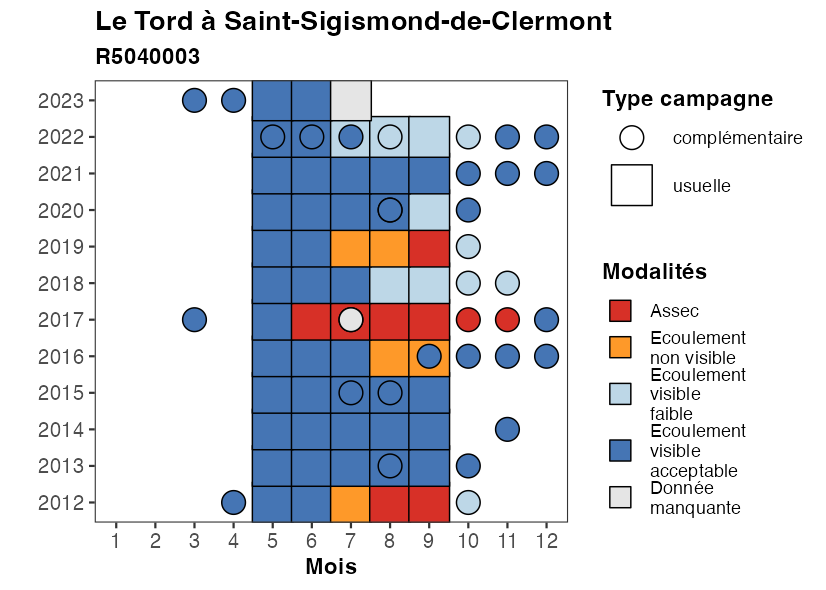 Le Tord à Saint-Sigismond-de-Clermont
R5040003
2023
2022
2021
2020
2019
2018
2017
2016
2015
2014
2013
2012
1 2 3 4 5 6 7 8 9 10 11 12
Mois
Type campagne
complémentaire
usuelle
Modalités
Assec
Ecoulement
non visible
Ecoulement
visible
faible
Ecoulement
visible
acceptable
Donnée
manquante